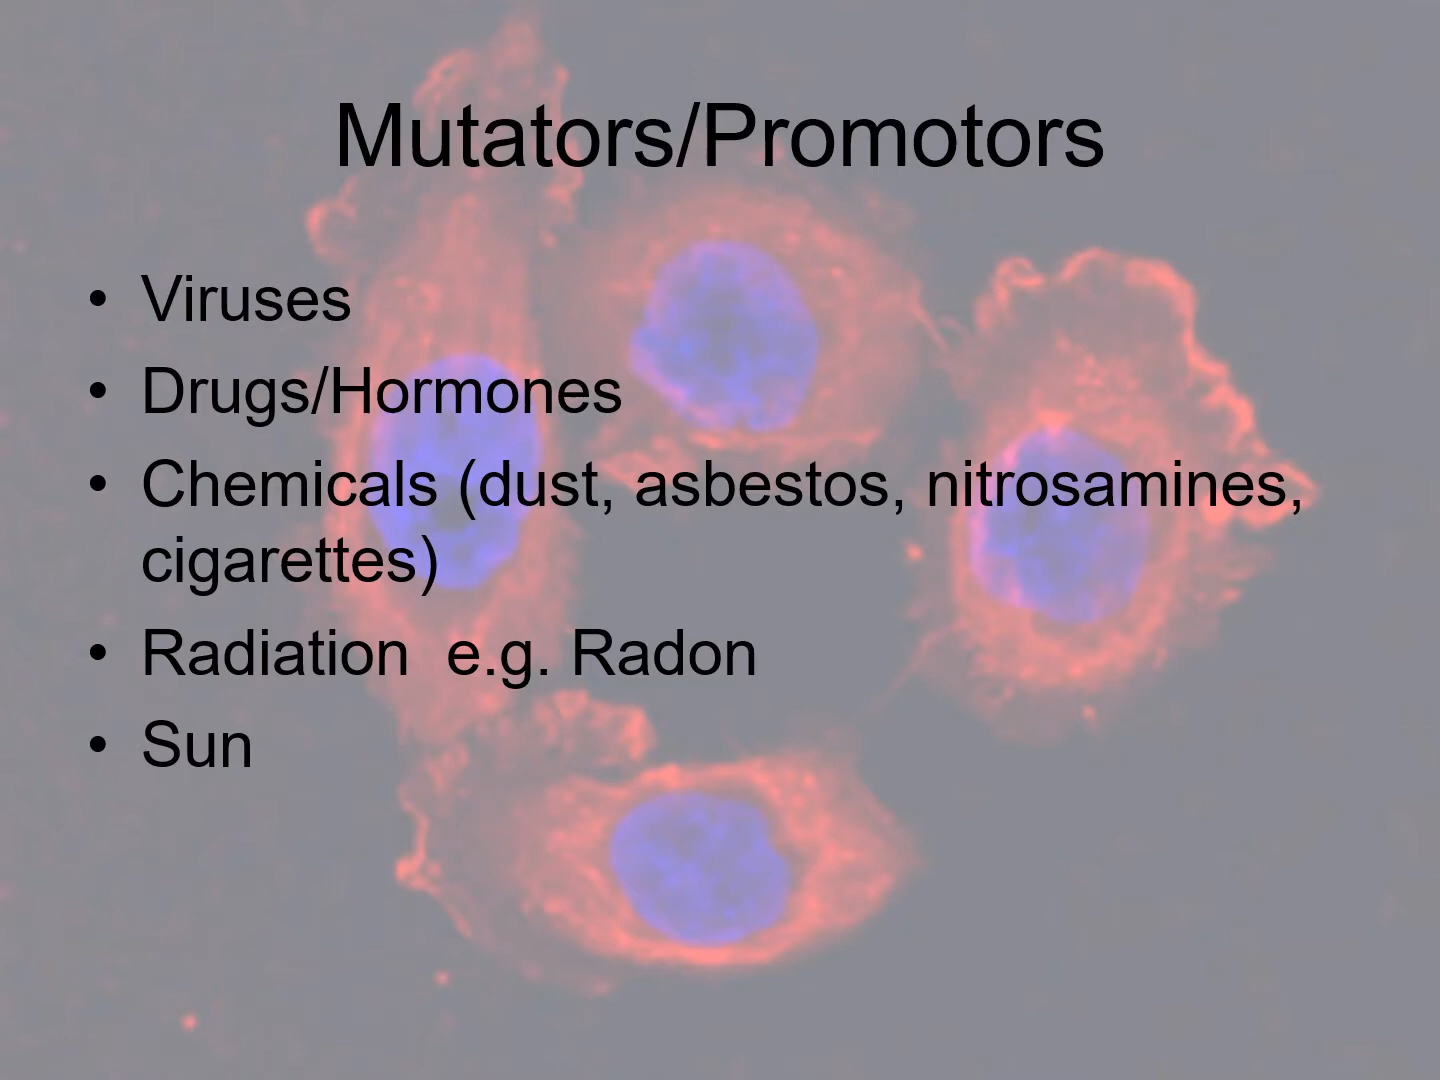 Mutators/Promotors
• Viruses
• Drugs/Hormones
• Chemicals (dust, asbestos, nitrosamines,
cigarettes)
• Radiation  e.g. Radon
• Sun